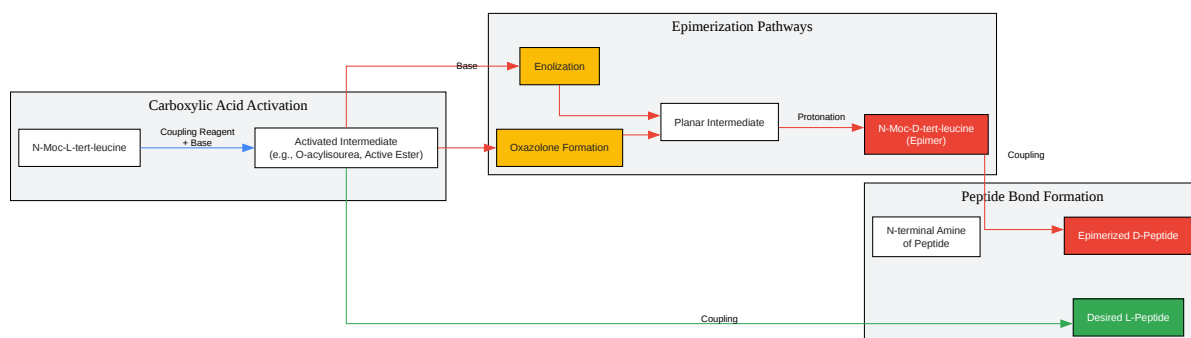 Epimerization Pathways
Base
Enolization
Carboxylic Acid Activation
N-Moc-L-tert-leucine
Coupling Reagent
+ Base
Activated Intermediate
(e.g., O-acylisourea, Active Ester)
Oxazolone Formation
Planar Intermediate
Protonation
N-Moc-D-tert-leucine
(Epimer)
Coupling
Peptide Bond Formation
N-terminal Amine
of Peptide
Epimerized D-Peptide
Coupling
Desired L-Peptide